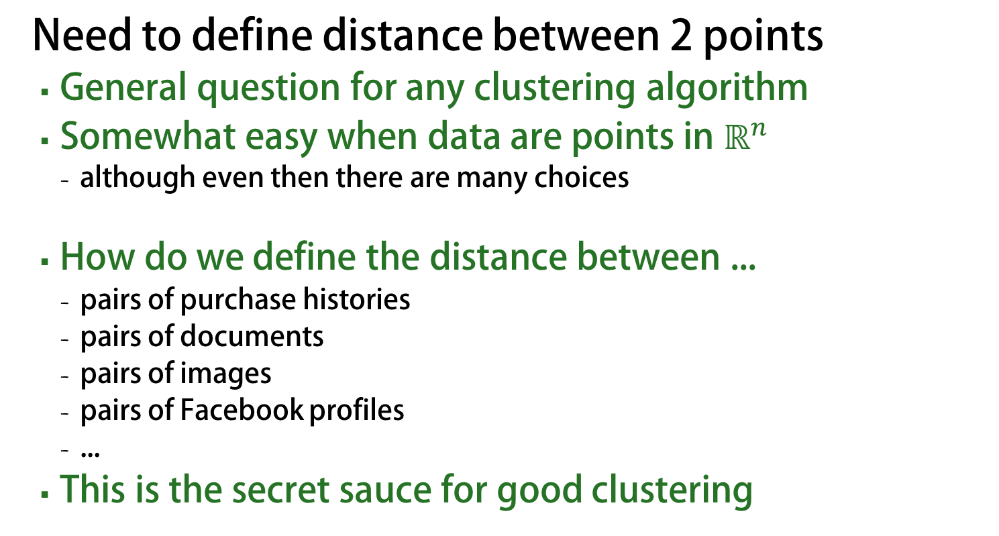 Need to define distance between 2 points
▪ General question for any clustering algorithm
▪ Somewhat easy when data are points in ℝⁿ
- although even then there are many choices
▪ How do we define the distance between ...
- pairs of purchase histories
- pairs of documents
- pairs of images
- pairs of Facebook profiles
- ...
▪ This is the secret sauce for good clustering